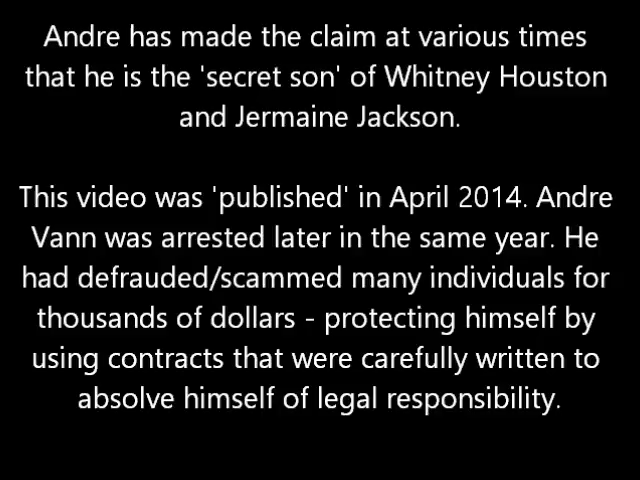 Andre has made the claim at various times
that he is the 'secret son' of Whitney Houston
and Jermaine Jackson.
This video was 'published' in April 2014. Andre
Vann was arrested later in the same year. He
had defrauded/scammed many individuals for
thousands of dollars - protecting himself by
using contracts that were carefully written to
absolve himself of legal responsibility.